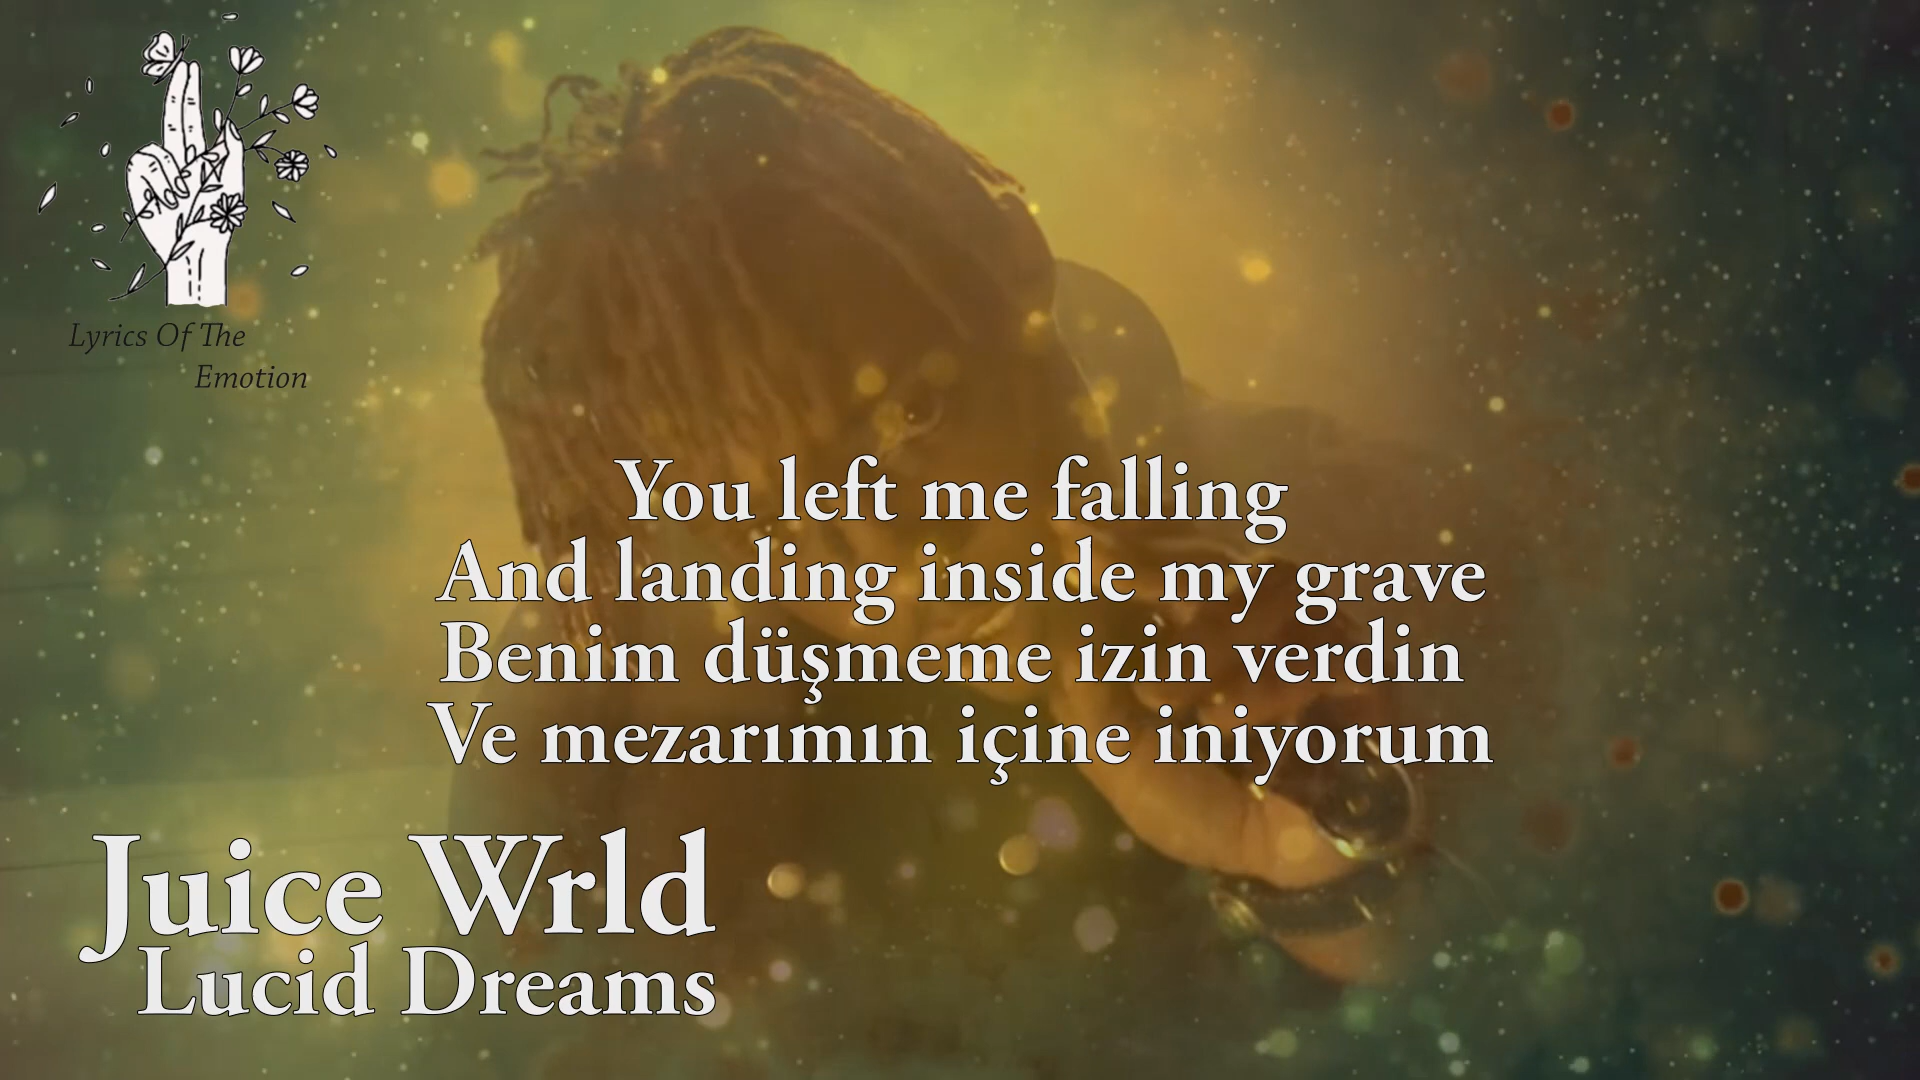 Lyrics Of The
Emotion
You left me falling
And landing inside my grave
Benim düşmeme izin verdin
Ve mezarımın içine iniyorum
Juice Wrld
Lucid Dreams